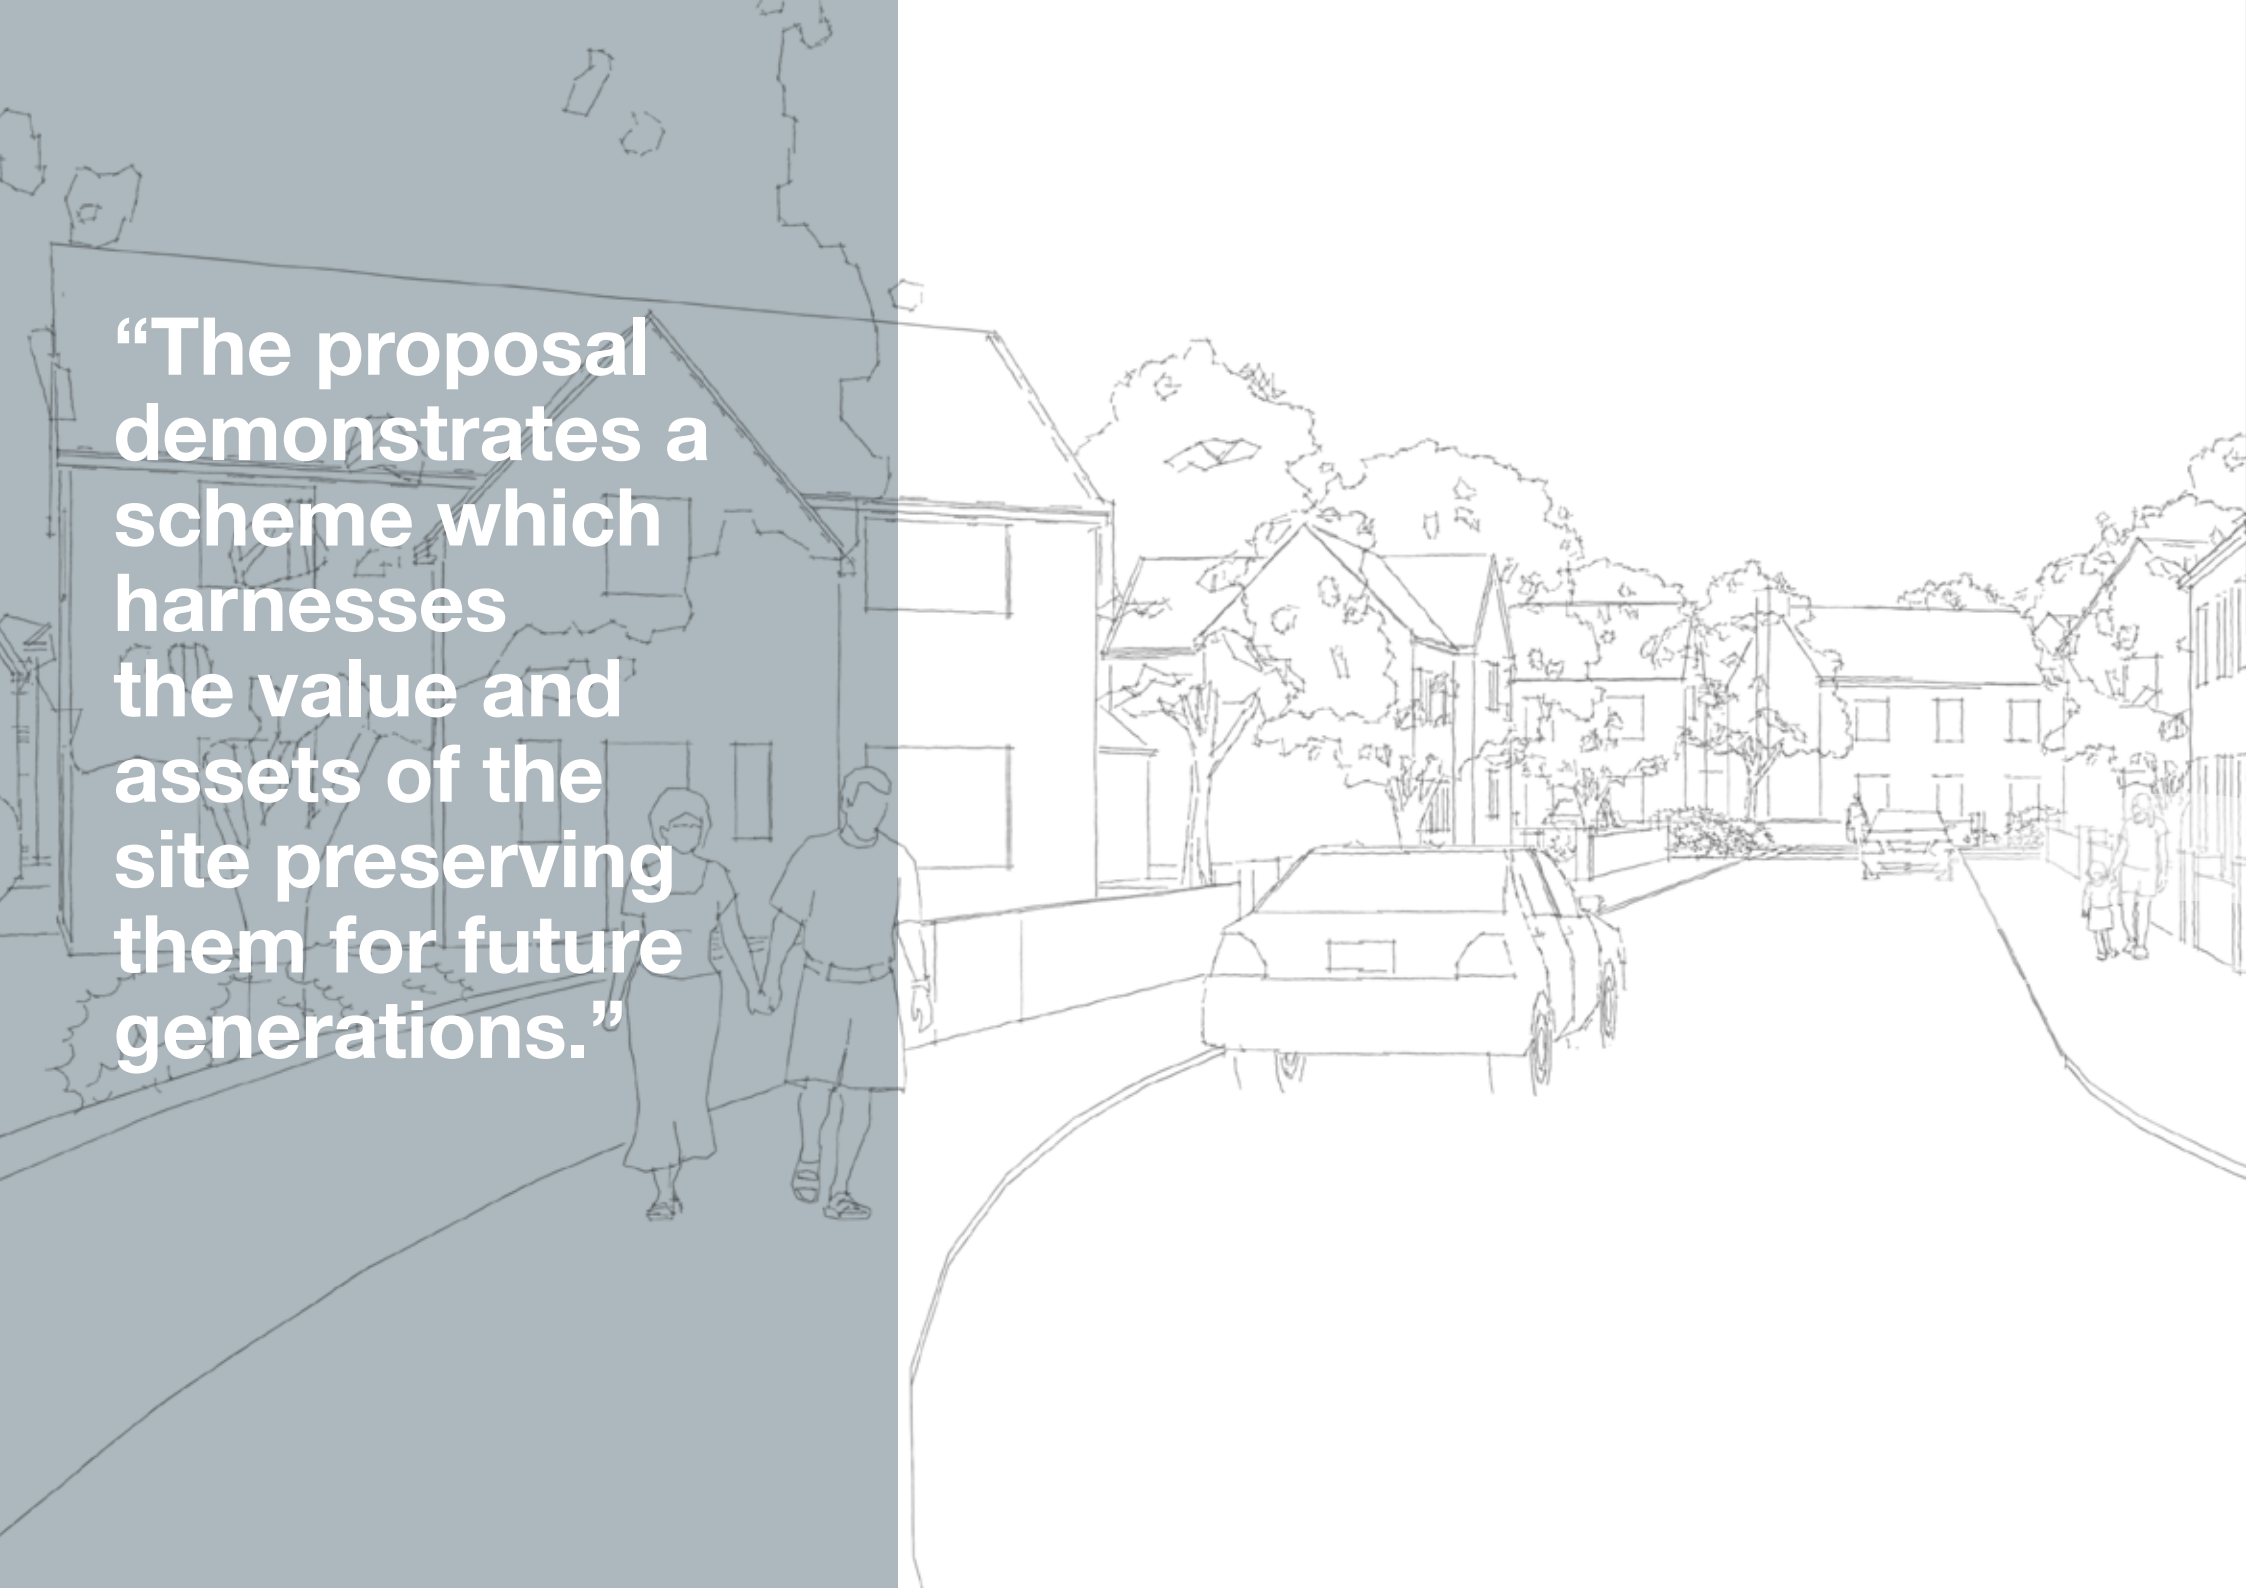 “The proposal
demonstrates a
scheme which
harnesses
the value and
assets of the
site preserving
them for future
generations.”